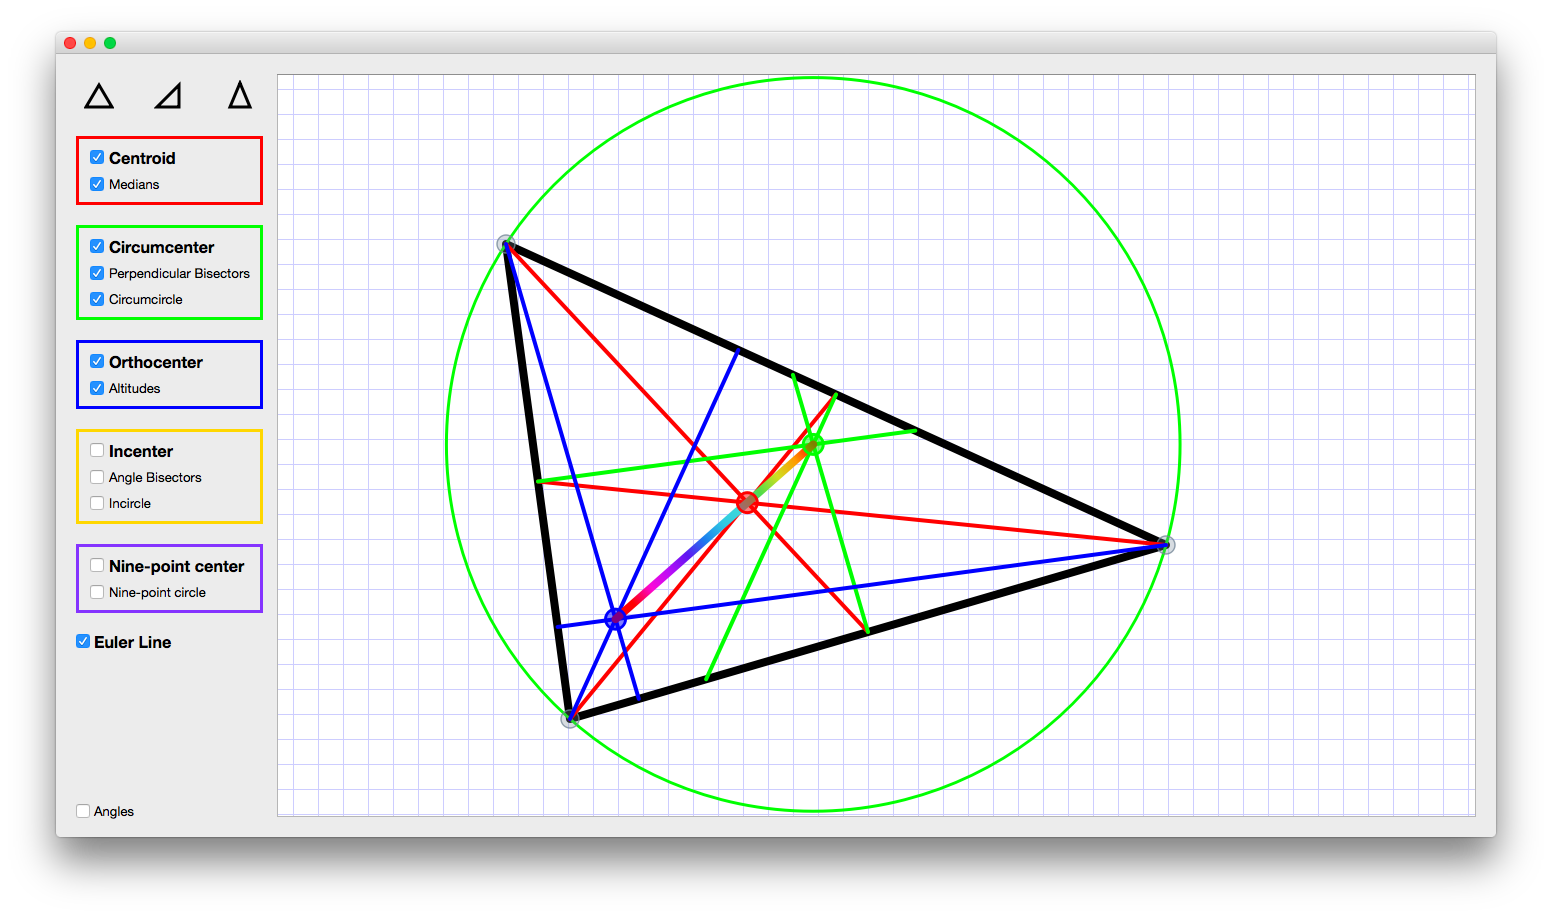 Centroid
Medians
Circumcenter
Perpendicular Bisectors
Circumcircle
Orthocenter
Altitudes
Incenter
Angle Bisectors
Incircle
Nine-point center
Nine-point circle
Euler Line
Angles